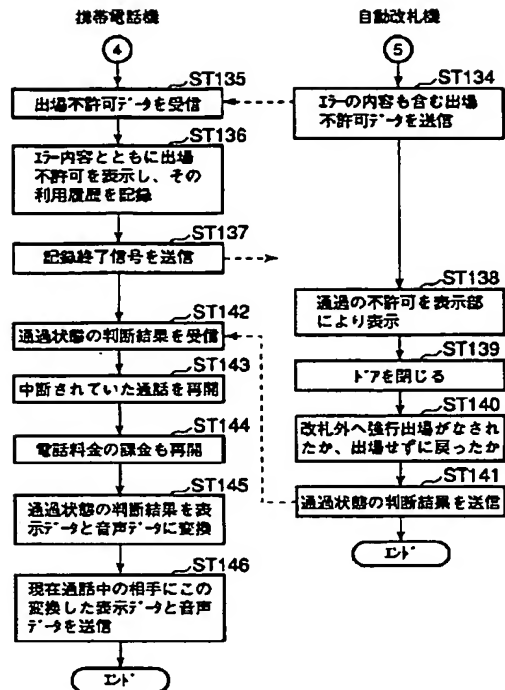 携帯電話機
自動改札機
④
⑤
ST135
出場不許可データを受信
ST134
エラーの内容も含む出場
不許可データを送信
ST136
エラー内容とともに出場
不許可を表示し、その
利用履歴を記録
ST137
記録終了信号を送信
ST138
通過の不許可を表示部
により表示
ST142
通過状態の判断結果を受信
ST139
ドアを閉じる
ST143
中断されていた通話を再開
ST140
改札外へ強行出場がなされ
たか、出場せずに戻ったか
ST144
電話料金の課金も再開
ST141
通過状態の判断結果を送信
エンド
ST145
通過状態の判断結果を表
示データと音声データに変換
ST146
現在通話中の相手にこの
変換した表示データと音声
データを送信
エンド